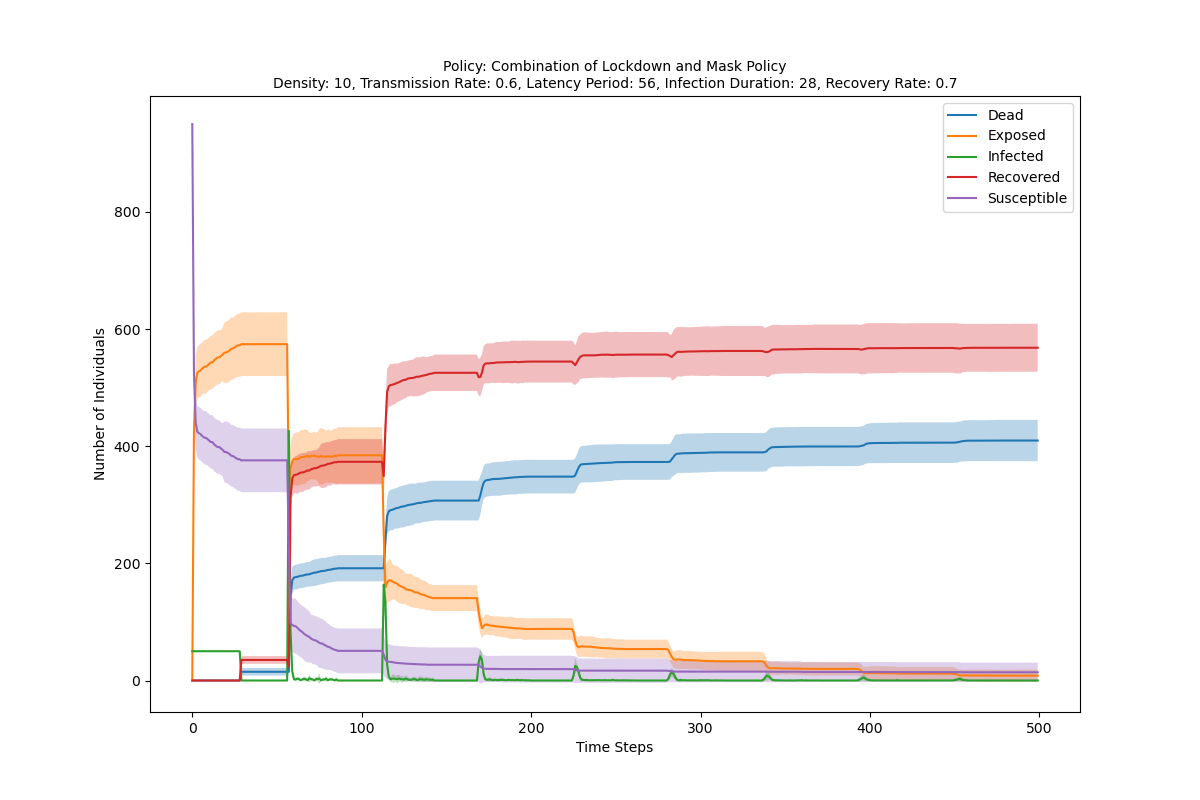 Policy: Combination of Lockdown and Mask Policy
Density: 10, Transmission Rate: 0.6, Latency Period: 56, Infection Duration: 28, Recovery Rate: 0.7
Dead
Exposed
Infected
Recovered
Susceptible
Number of Individuals
800
600
400
200
0
0 100 200 300 400 500
Time Steps